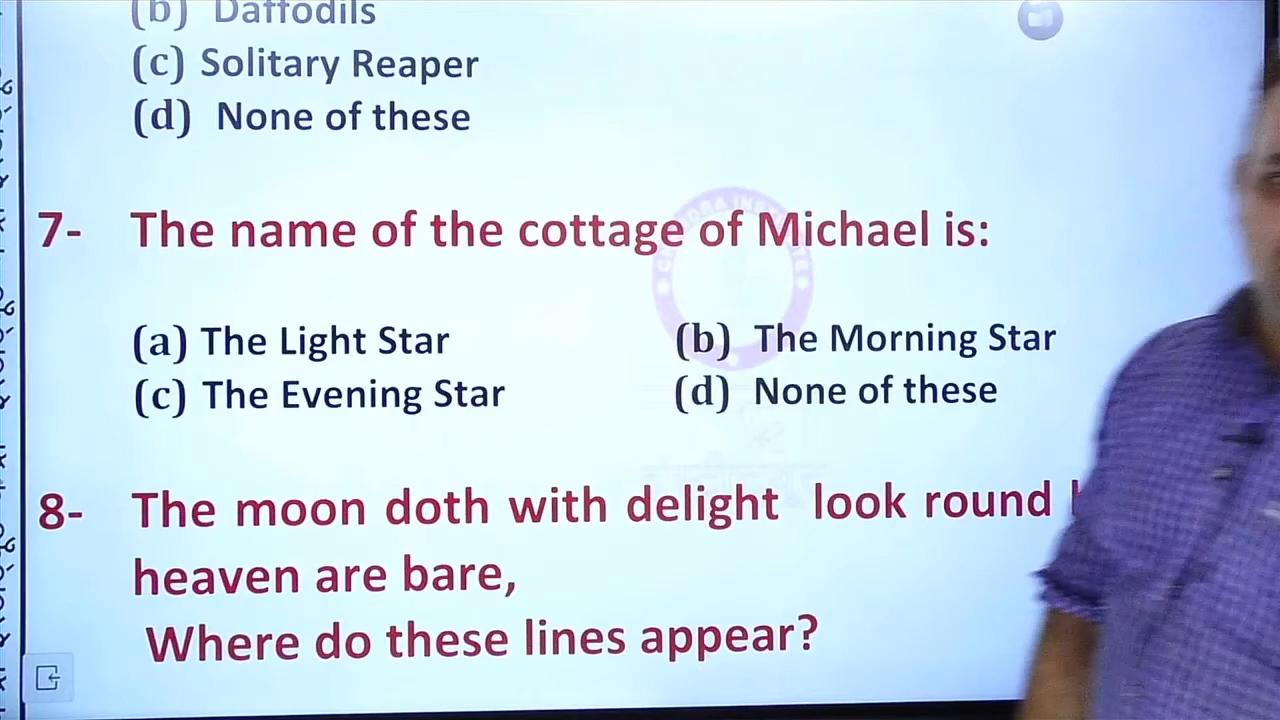 (b) Daffodils
(c) Solitary Reaper
(d) None of these
7- The name of the cottage of Michael is:
(a) The Light Star (b) The Morning Star
(c) The Evening Star (d) None of these
8- The moon doth with delight look round
heaven are bare,
Where do these lines appear?